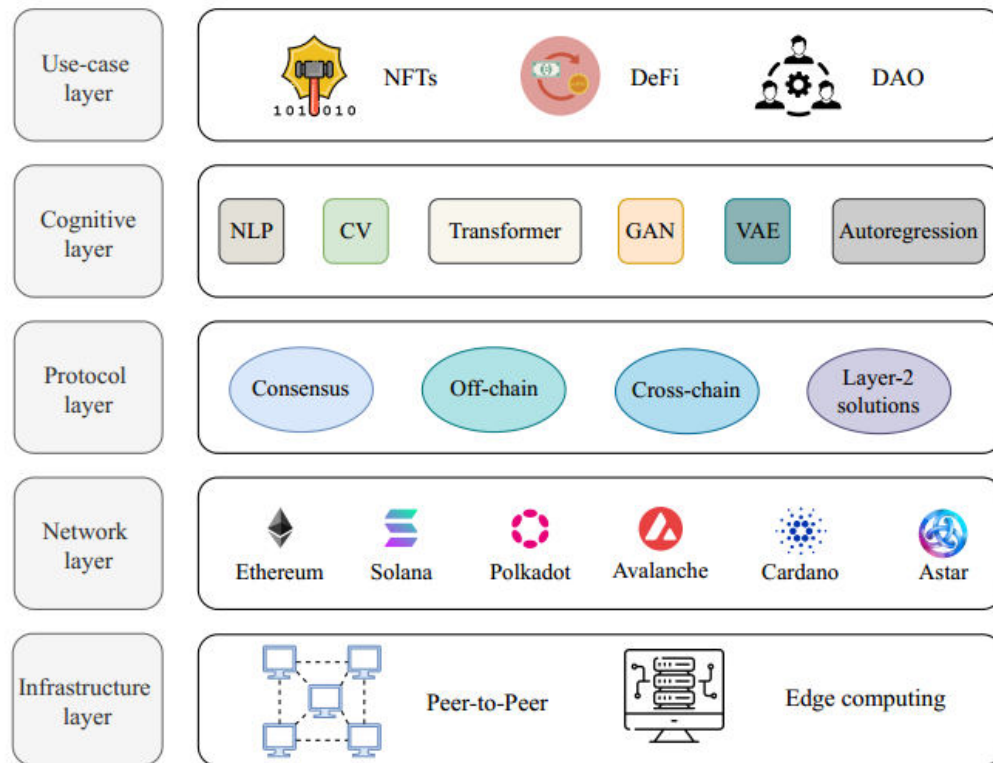 Use-case
layer
NFTs
DeFi
DAO
101 010
Cognitive
layer
NLP
CV
Transformer
GAN
VAE
Autoregression
Protocol
layer
Consensus
Off-chain
Cross-chain
Layer-2
solutions
Network
layer
Ethereum
Solana
Polkadot
Avalanche
Cardano
Astar
Infrastructure
layer
Peer-to-Peer
Edge computing